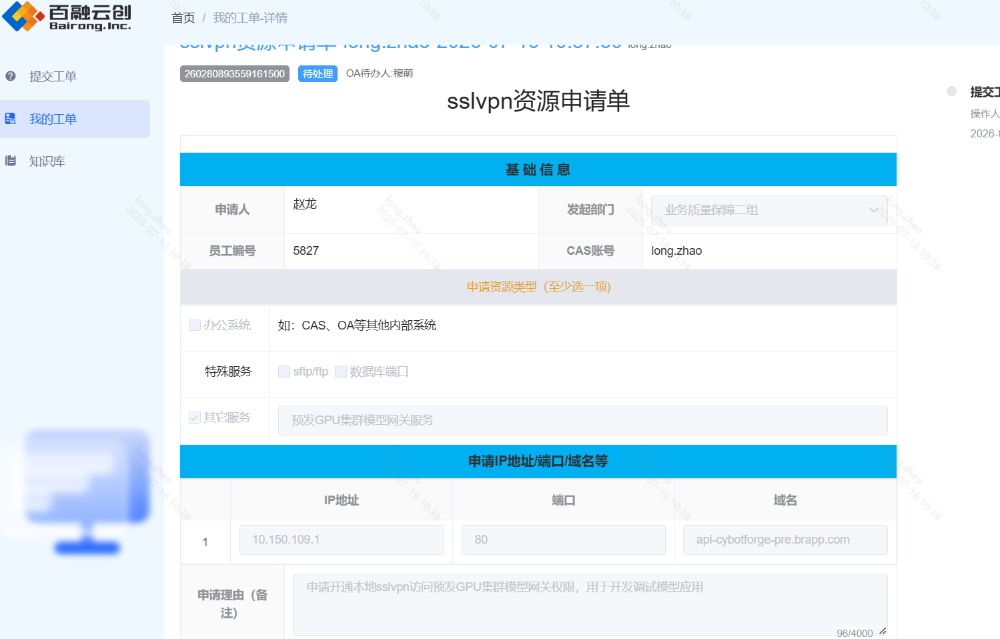 百融云创
Bairong,Inc.
首页 / 我的工单-详情
提交工单
我的工单
知识库
long.zhao
260280893559161500 待处理 OA待办人:穆萌
sslvpn资源申请单
提交工
操作人
2026-0
基 础 信 息
申请人 赵龙 发起部门 业务质量保障二组
员工编号 5827 CAS账号 long.zhao
申请资源类型（至少选一项)
办公系统 如：CAS、OA等其他内部系统
特殊服务 sftp/ftp 数据库端口
其它服务 预发GPU集群模型网关服务
申请IP地址/端口/域名等
IP地址 端口 域名
1 10.150.109.1 80 api-cybotforge-pre.brapp.com
申请理由（备注） 申请开通本地sslvpn访问预发GPU集群模型网关权限，用于开发调试模型应用
96/4000
long.zhao
2026-07-16 10:38